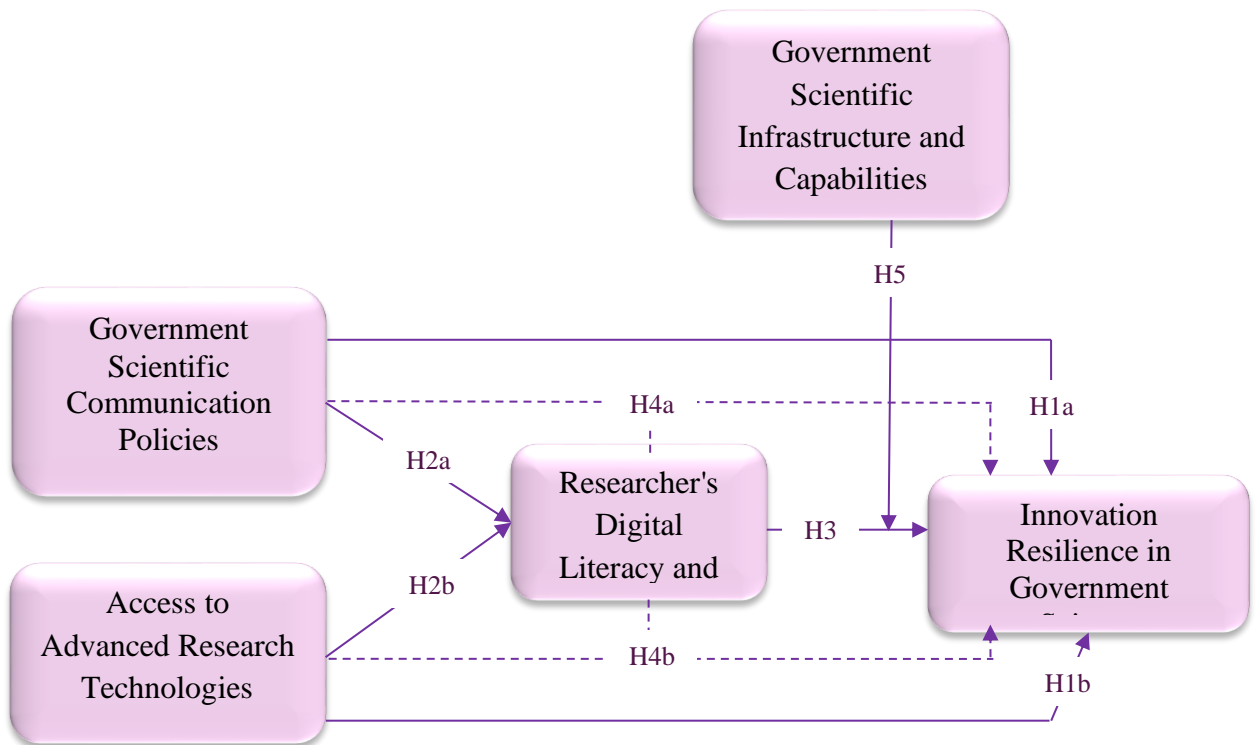 Government
Scientific
Infrastructure and
Capabilities
H5
Government
Scientific
Communication
Policies
H4a
H1a
H2a
Researcher's
Digital
Literacy and
H3
Innovation
Resilience in
Government
H2b
Access to
Advanced Research
Technologies
H4b
H1b